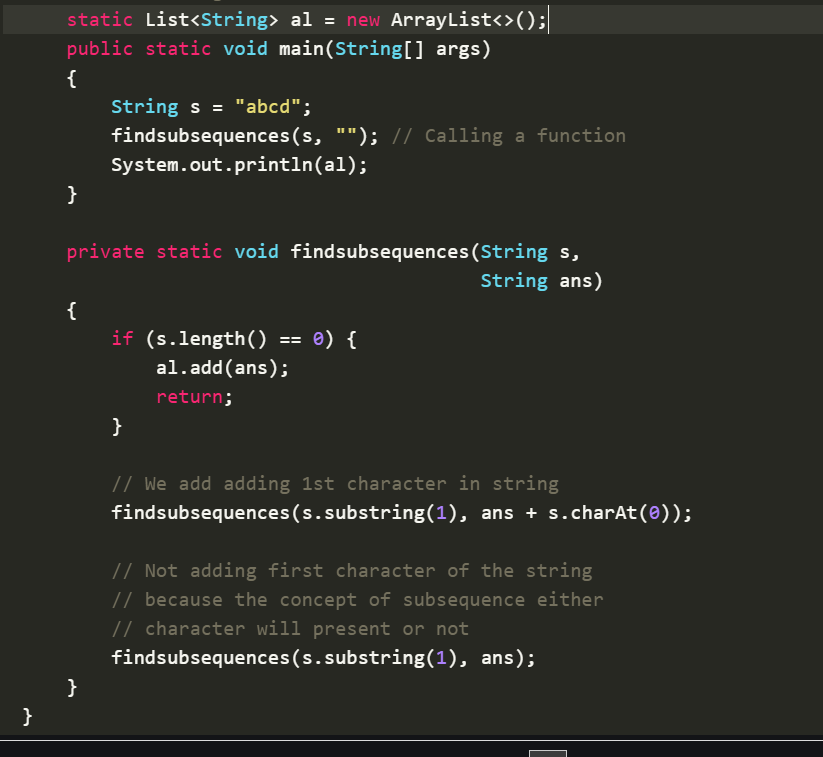 static List<String> al = new ArrayList<>();
public static void main(String[] args)
{
String s = "abcd";
findsubsequences(s, ""); // Calling a function
System.out.println(al);
}
private static void findsubsequences(String s,
String ans)
{
if (s.length() == 0) {
al.add(ans);
return;
}
// We add adding 1st character in string
findsubsequences(s.substring(1), ans + s.charAt(0));
// Not adding first character of the string
// because the concept of subsequence either
// character will present or not
findsubsequences(s.substring(1), ans);
}
}